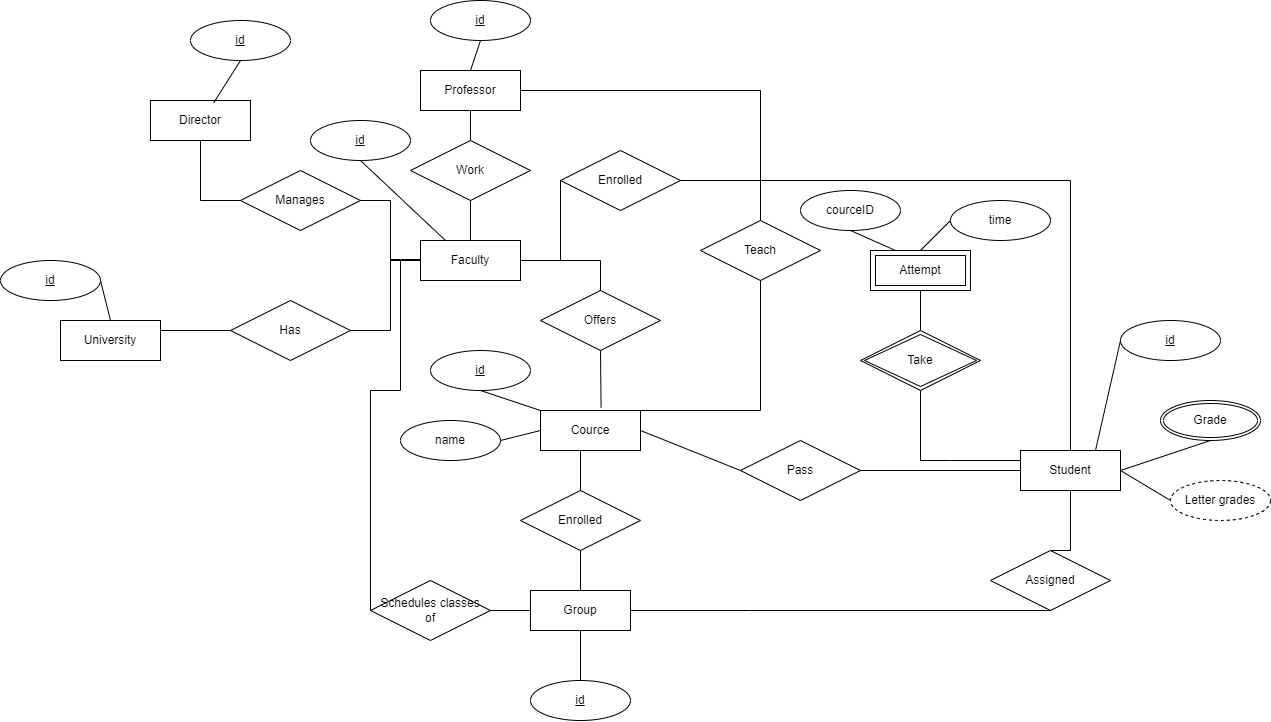 id
id
Professor
Director
id
Work
Enrolled
Manages
courceID
time
Teach
Faculty
Attempt
id
Offers
Has
University
id
Take
id
name
Cource
Grade
Pass
Student
Letter grades
Enrolled
Assigned
Schedules classes
of
Group
id